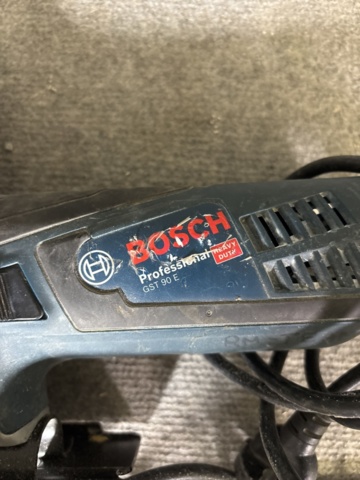 BOSCH
Professional
HEAVY
DUTY
GST 90 E